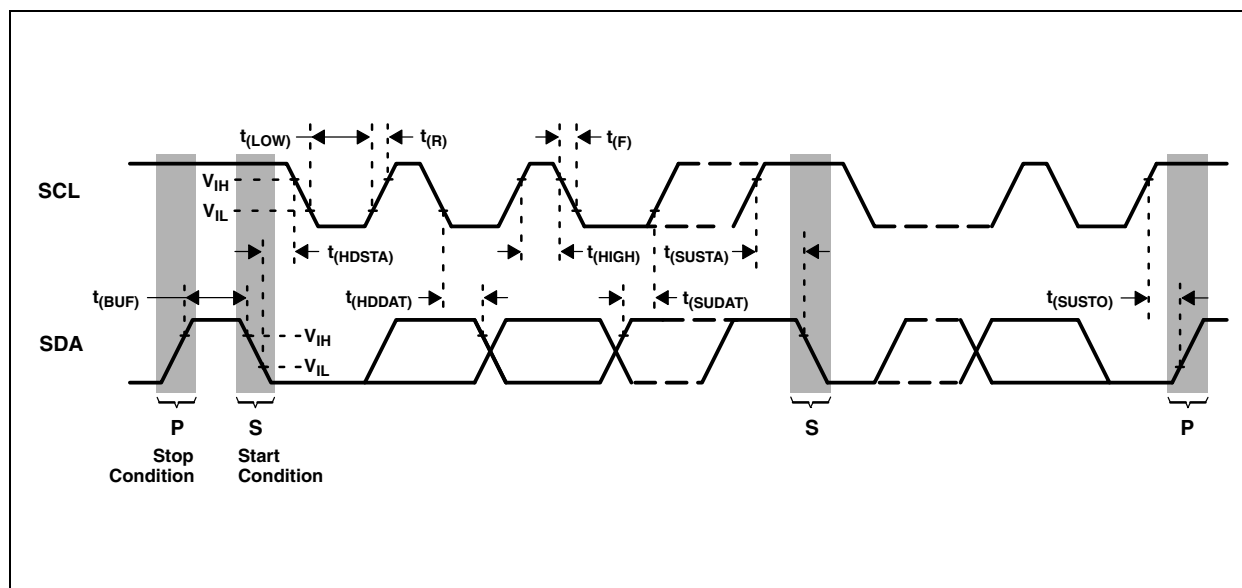 t(LOW)
t(R)
t(F)
SCL
VIH
VIL
t(HDSTA)
t(HIGH)
t(SUSTA)
t(BUF)
t(HDDAT)
t(SUDAT)
t(SUSTO)
SDA
VIH
VIL
P
S
S
P
Stop
Condition
Start
Condition